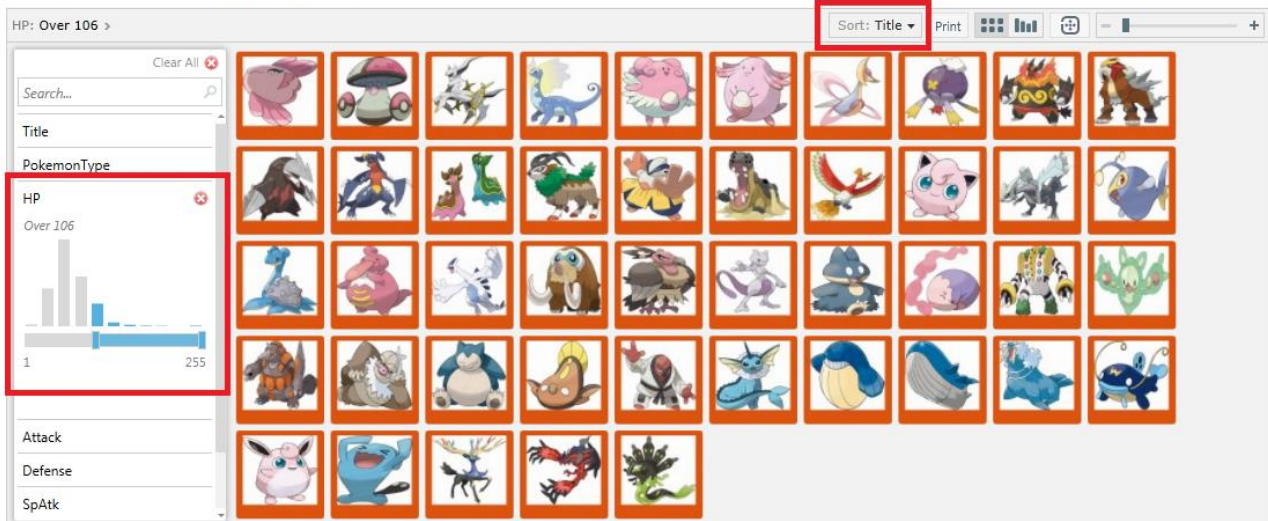 HP: Over 106 >
Sort: Title ▾
Print
Clear All
Search...
Title
PokemonType
HP
Over 106
1
255
Attack
Defense
SpAtk